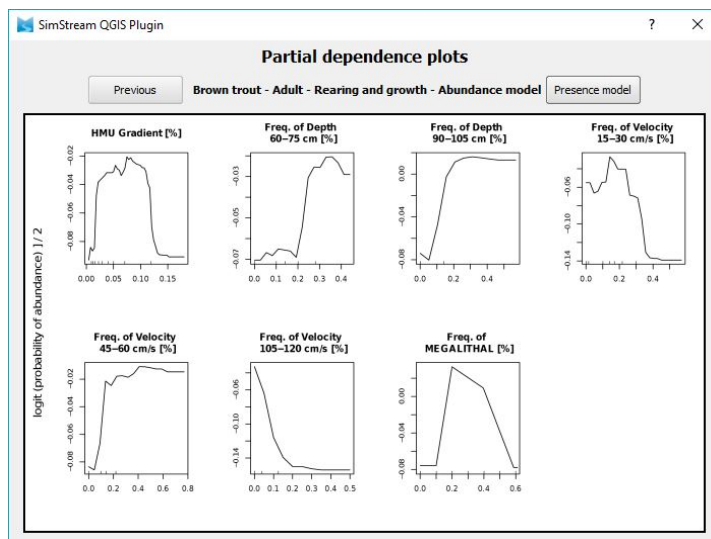 SimStream QGIS Plugin ? ×
Partial dependence plots
Previous Brown trout - Adult - Rearing and growth - Abundance model Presence model
logit (probability of abundance) ] / 2
HMU Gradient [%]
-0.02
-0.04
-0.06
-0.08
0.00 0.05 0.10 0.15
Freq. of Depth
60–75 cm [%]
-0.03
-0.05
-0.07
0.0 0.1 0.2 0.3 0.4
Freq. of Depth
90–105 cm [%]
0.00
-0.04
-0.08
0.0 0.2 0.4
Freq. of Velocity
15–30 cm/s [%]
-0.06
-0.10
-0.14
0.0 0.2 0.4
Freq. of Velocity
45–60 cm/s [%]
-0.02
-0.04
-0.06
-0.08
0.0 0.2 0.4 0.6 0.8
Freq. of Velocity
105–120 cm/s [%]
-0.06
-0.10
-0.14
0.0 0.1 0.2 0.3 0.4 0.5
Freq. of
MEGALITHAL [%]
0.00
-0.04
-0.08
0.0 0.2 0.4 0.6